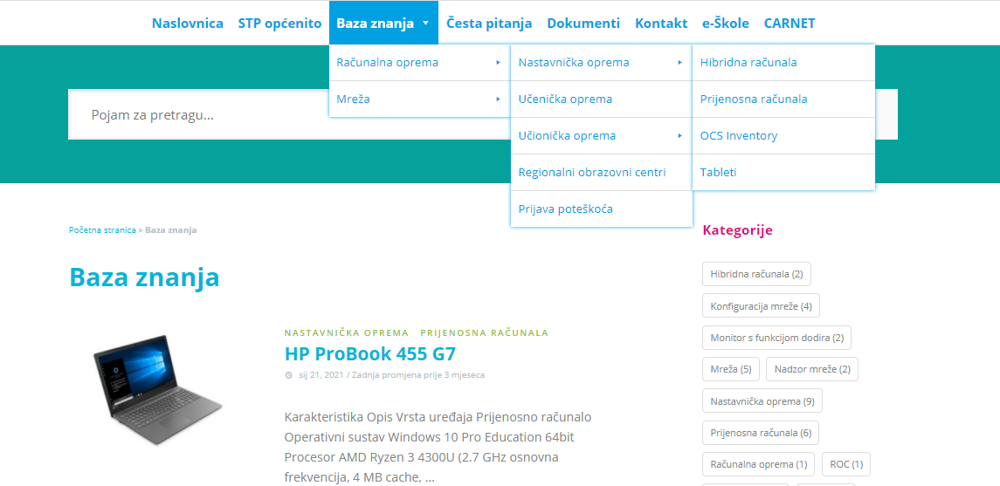 Naslovnica STP općenito Baza znanja Česta pitanja Dokumenti Kontakt e-Škole CARNET
Računalna oprema
Mreža
Nastavnička oprema
Učenička oprema
Učionička oprema
Regionalni obrazovni centri
Prijava poteškoća
Hibridna računala
Prijenosna računala
OCS Inventory
Tableti
Pojam za pretragu...
Početna stranica » Baza znanja
Baza znanja
NASTAVNIČKA OPREMA PRIJENOSNA RAČUNALA
HP ProBook 455 G7
sij 21, 2021 / Zadnja promjena prije 3 mjeseca
Karakteristika Opis Vrsta uređaja Prijenosno računalo
Operativni sustav Windows 10 Pro Education 64bit
Procesor AMD Ryzen 3 4300U (2.7 GHz osnovna
frekvencija, 4 MB cache, ...
Kategorije
Hibridna računala (2)
Konfiguracija mreže (4)
Monitor s funkcijom dodira (2)
Mreža (5) Nadzor mreže (2)
Nastavnička oprema (9)
Prijenosna računala (6)
Računalna oprema (1) ROC (1)